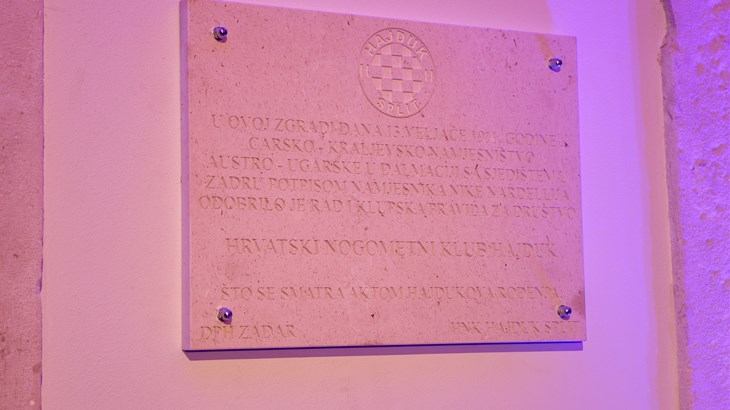 HAJDUK
SPLIT
U OVOJ ZGRADI DANA 13. VELJAČE 1911. GODINE
CARSKO - KRALJEVSKO NAMJESNIŠTVO
AUSTRO - UGARSKE U DALMACIJI SA SJEDIŠTEM U
ZADRU POTPISOM NAMJESNIKA NIKE NARDELLIJA
ODOBRILO JE RAD I KLUPSKA PRAVILA ZA DRUŠTVO
HRVATSKI NOGOMETNI KLUB HAJDUK
ŠTO SE SMATRA AKTOM HAJDUKOVA ROĐENJA
DPH ZADAR
HNK HAJDUK SPLIT